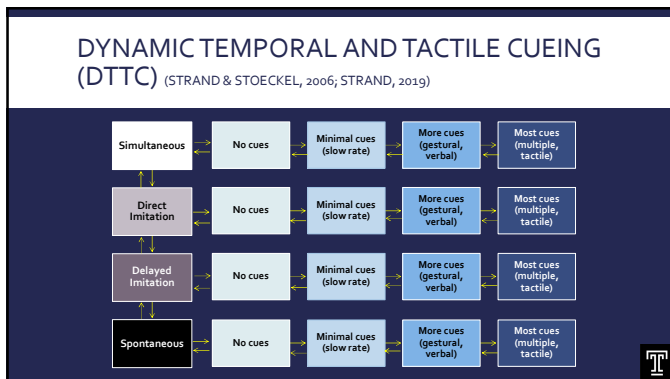 DYNAMIC TEMPORAL AND TACTILE CUEING
(DTTC) (STRAND & STOECKEL, 2006; STRAND, 2019)
Simultaneous
No cues
Minimal cues
(slow rate)
More cues
(gestural,
verbal)
Most cues
(multiple,
tactile)
Direct
Imitation
No cues
Minimal cues
(slow rate)
More cues
(gestural,
verbal)
Most cues
(multiple,
tactile)
Delayed
Imitation
No cues
Minimal cues
(slow rate)
More cues
(gestural,
verbal)
Most cues
(multiple,
tactile)
Spontaneous
No cues
Minimal cues
(slow rate)
More cues
(gestural,
verbal)
Most cues
(multiple,
tactile)
T